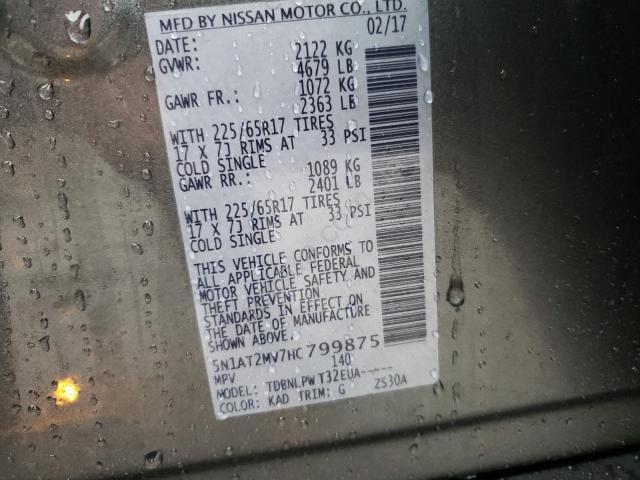 MFD BY NISSAN MOTOR CO., LTD.
DATE: 02/17
GVWR: 2122 KG
4679 LB
GAWR FR.: 1072 KG
2363 LB
WITH 225/65R17 TIRES
17 X 7J RIMS AT 33 PSI
COLD SINGLE
GAWR RR.: 1089 KG
2401 LB
WITH 225/65R17 TIRES
17 X 7J RIMS AT 33 PSI
COLD SINGLE
THIS VEHICLE CONFORMS TO
ALL APPLICABLE FEDERAL
MOTOR VEHICLE SAFETY AND
THEFT PREVENTION
STANDARDS IN EFFECT ON
THE DATE OF MANUFACTURE
SHOWN ABOVE.
5N1AT2MV7HC799875
MPV 140
MODEL: TDBNLPWT32EUA-----
COLOR: KAD TRIM: G ZS30A